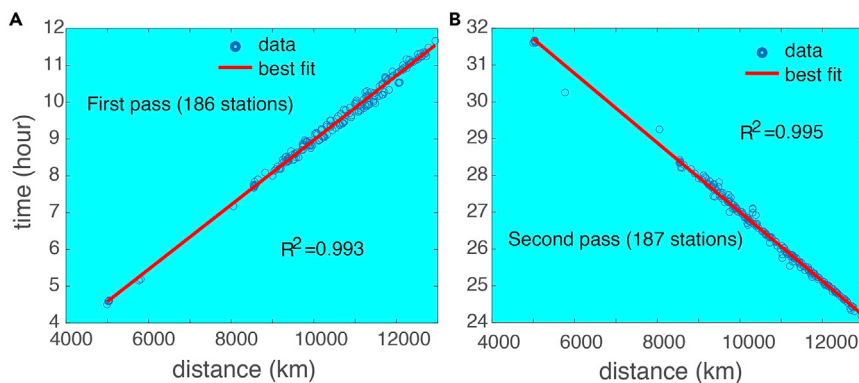 A
12
11
10
9
8
7
6
5
4
time (hour)
data
best fit
First pass (186 stations)
R²=0.993
4000 6000 8000 10000 12000
distance (km)
B
32
31
30
29
28
27
26
25
24
data
best fit
R²=0.995
Second pass (187 stations)
4000 6000 8000 10000 12000
distance (km)